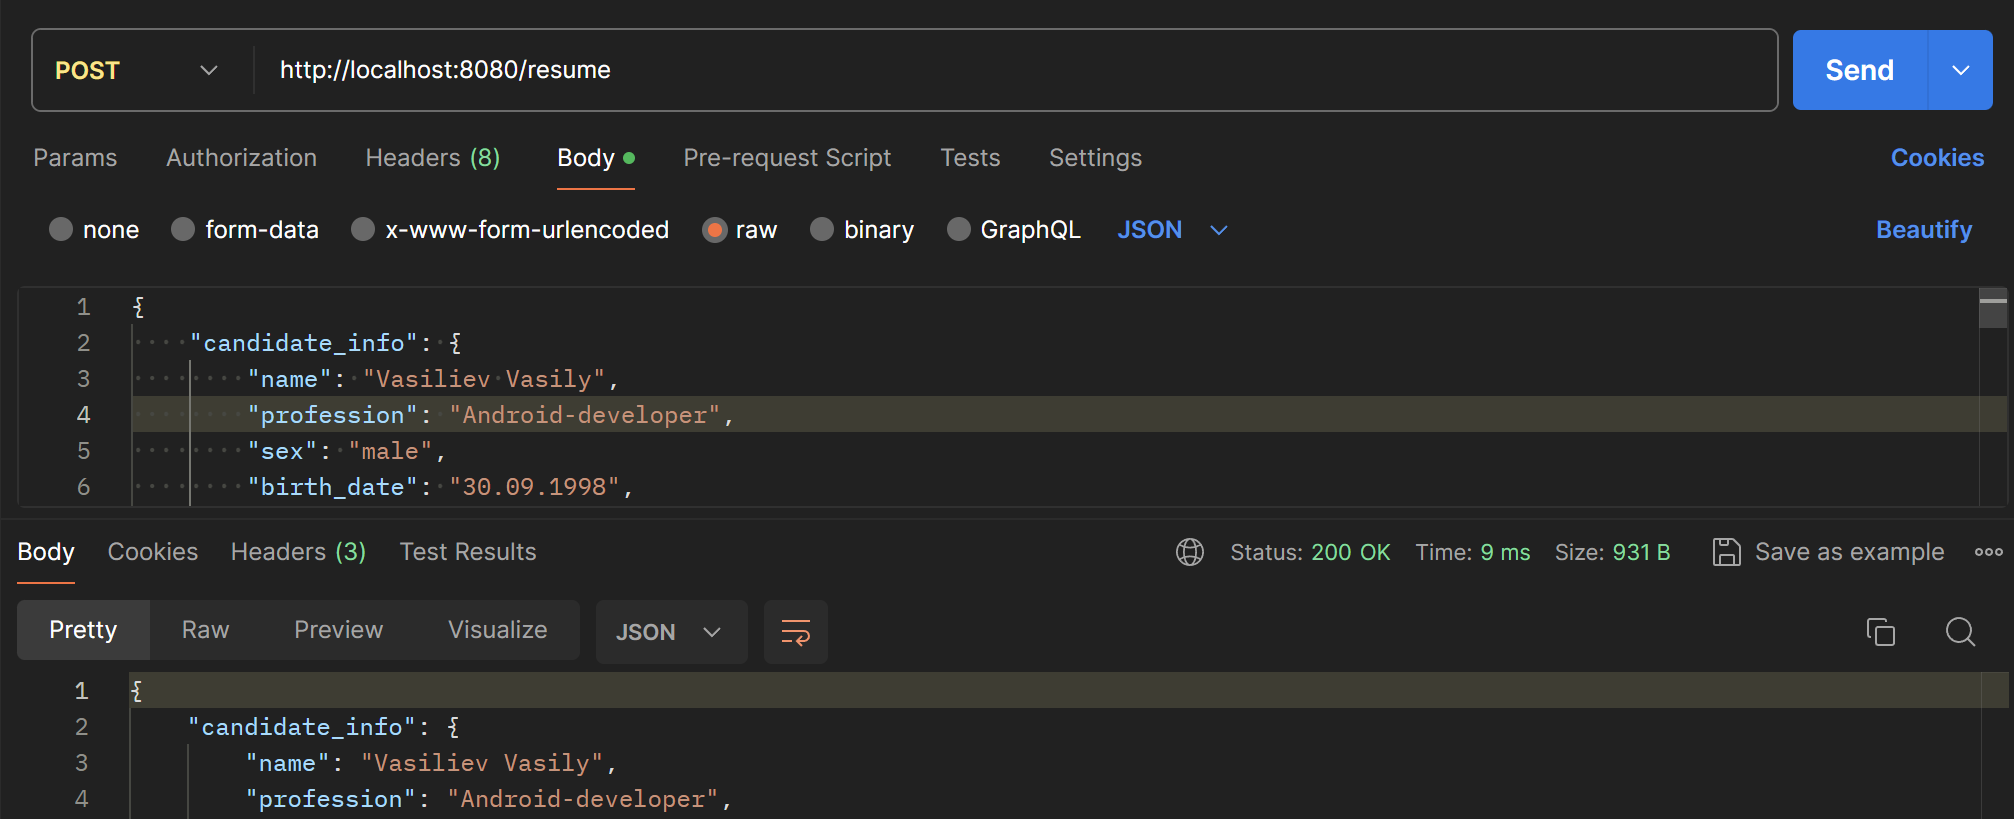 POST http://localhost:8080/resume Send
Params Authorization Headers (8) Body Pre-request Script Tests Settings Cookies
none form-data x-www-form-urlencoded raw binary GraphQL JSON Beautify
1 {
2 "candidate_info": {
3 "name": "Vasiliev Vasily",
4 "profession": "Android-developer",
5 "sex": "male",
6 "birth_date": "30.09.1998",
Body Cookies Headers (3) Test Results Status: 200 OK Time: 9 ms Size: 931 B Save as example
Pretty Raw Preview Visualize JSON
1 {
2 "candidate_info": {
3 "name": "Vasiliev Vasily",
4 "profession": "Android-developer",